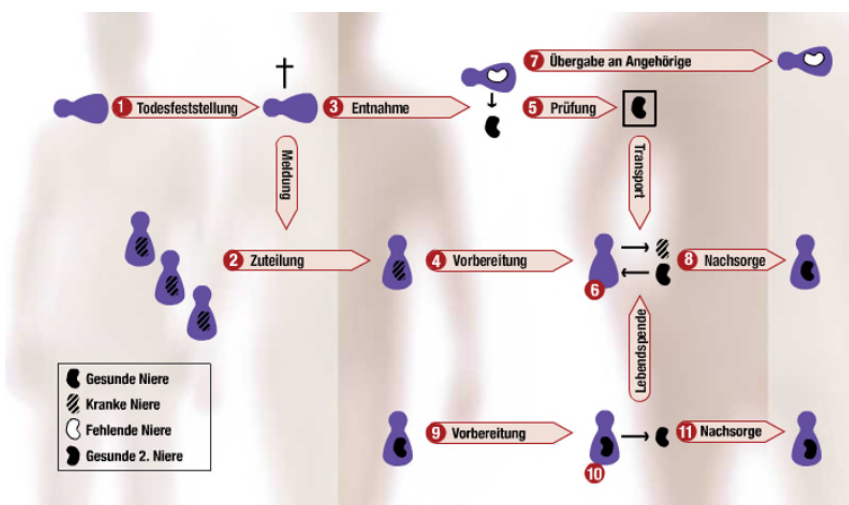 7 Übergabe an Angehörige
1 Todesfeststellung
3 Entnahme
5 Prüfung
Meldung
Transport
2 Zuteilung
4 Vorbereitung
6
8 Nachsorge
Lebendspende
Gesunde Niere
Kranke Niere
Fehlende Niere
Gesunde 2. Niere
9 Vorbereitung
10
11 Nachsorge